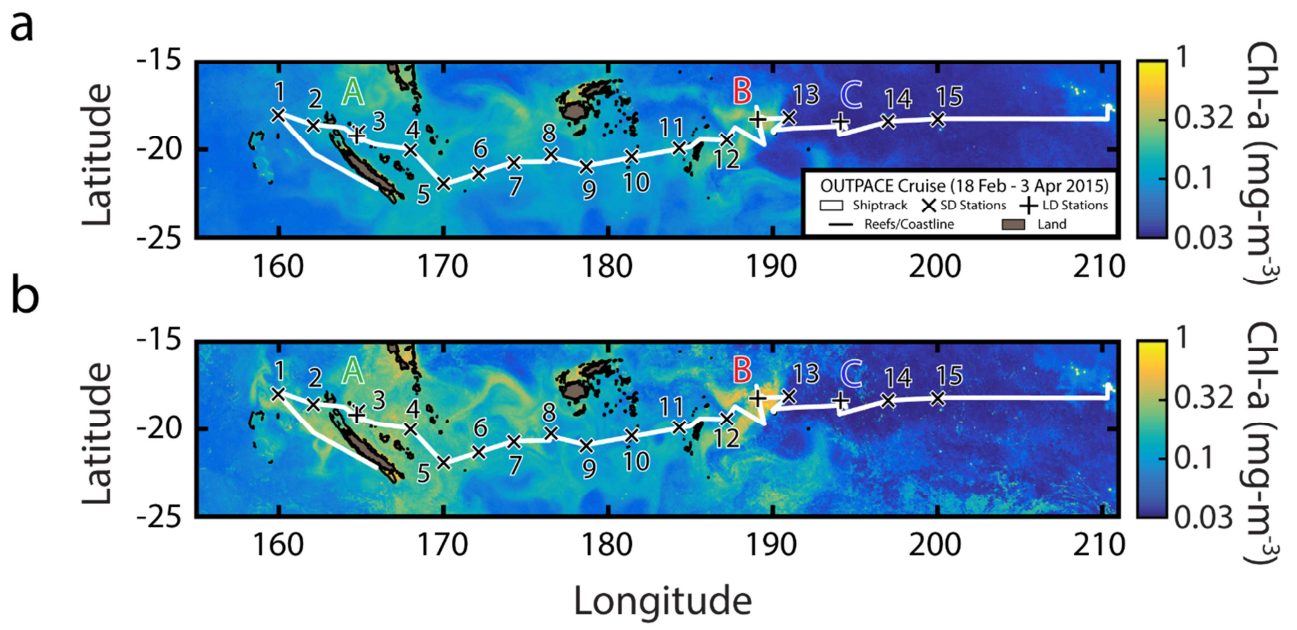 a
-15
-20
-25
Latitude
1 2 A 3 4 5 6 7 8 9 10 11 12 B 13 C 14 15
OUTPACE Cruise (18 Feb - 3 Apr 2015)
Shiptrack SD Stations LD Stations
Reefs/Coastline Land
160 170 180 190 200 210
1
0.32
0.1
0.03
Chl-a (mg-m-3)
b
-15
-20
-25
Latitude
1 2 A 3 4 5 6 7 8 9 10 11 12 B 13 C 14 15
160 170 180 190 200 210
1
0.32
0.1
0.03
Chl-a (mg-m-3)
Longitude